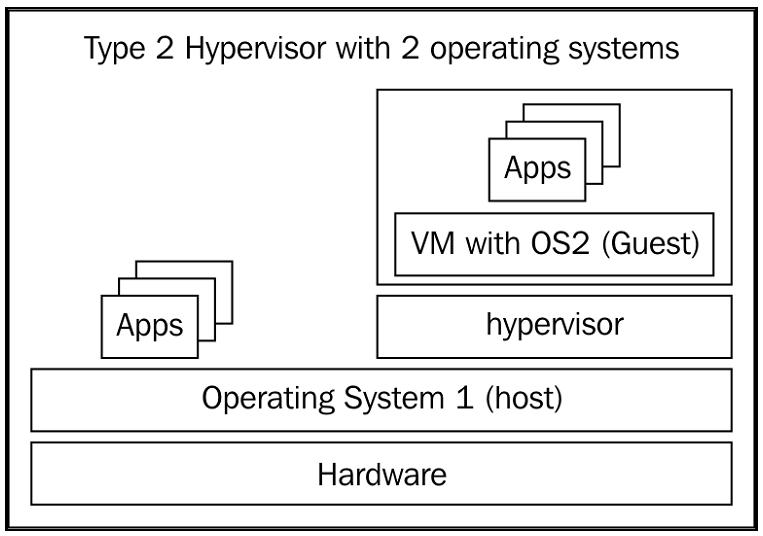 Type 2 Hypervisor with 2 operating systems
Apps
VM with OS2 (Guest)
Apps
hypervisor
Operating System 1 (host)
Hardware